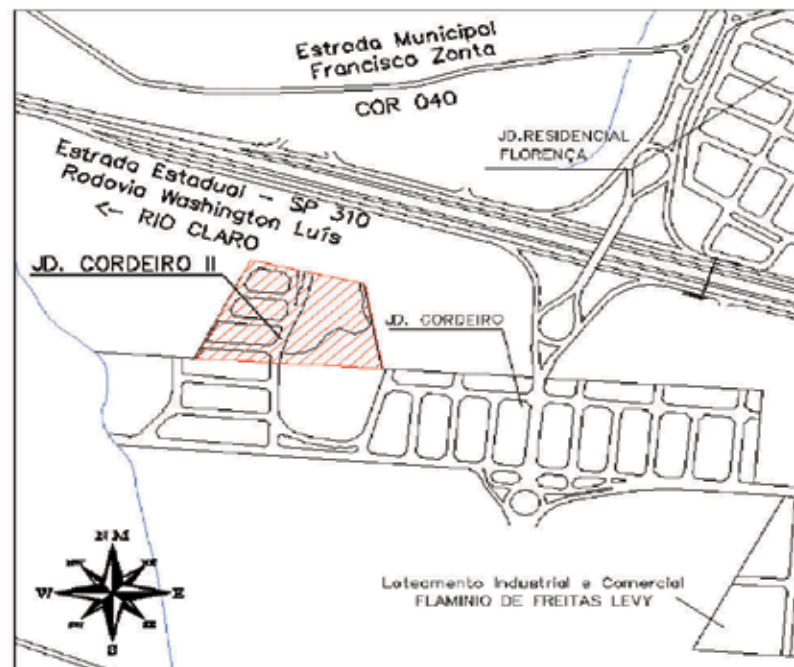 Estrada Municipal
Francisco Zonta
COR 040
JD.RESIDENCIAL
FLORENÇA
Estrada Estadual - SP 310
Rodovia Washington Luís
<- RIO CLARO
JD. CORDEIRO II
JD. CORDEIRO
N M
W
E
S
Loteamento Industrial e Comercial
FLAMINIO DE FREITAS LEVY